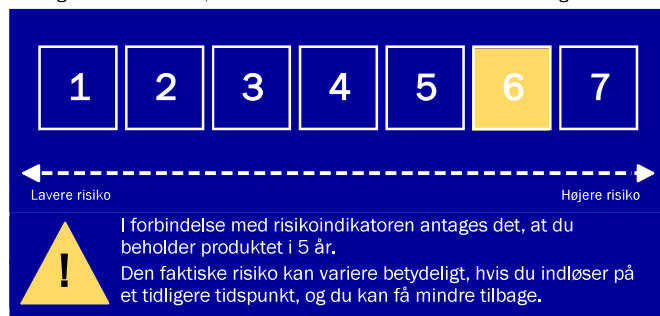 1 2 3 4 5 6 7
Lavere risiko Højere risiko
!
I forbindelse med risikoindikatoren antages det, at du
beholder produktet i 5 år.
Den faktiske risiko kan variere betydeligt, hvis du indløser på
et tidligere tidspunkt, og du kan få mindre tilbage.